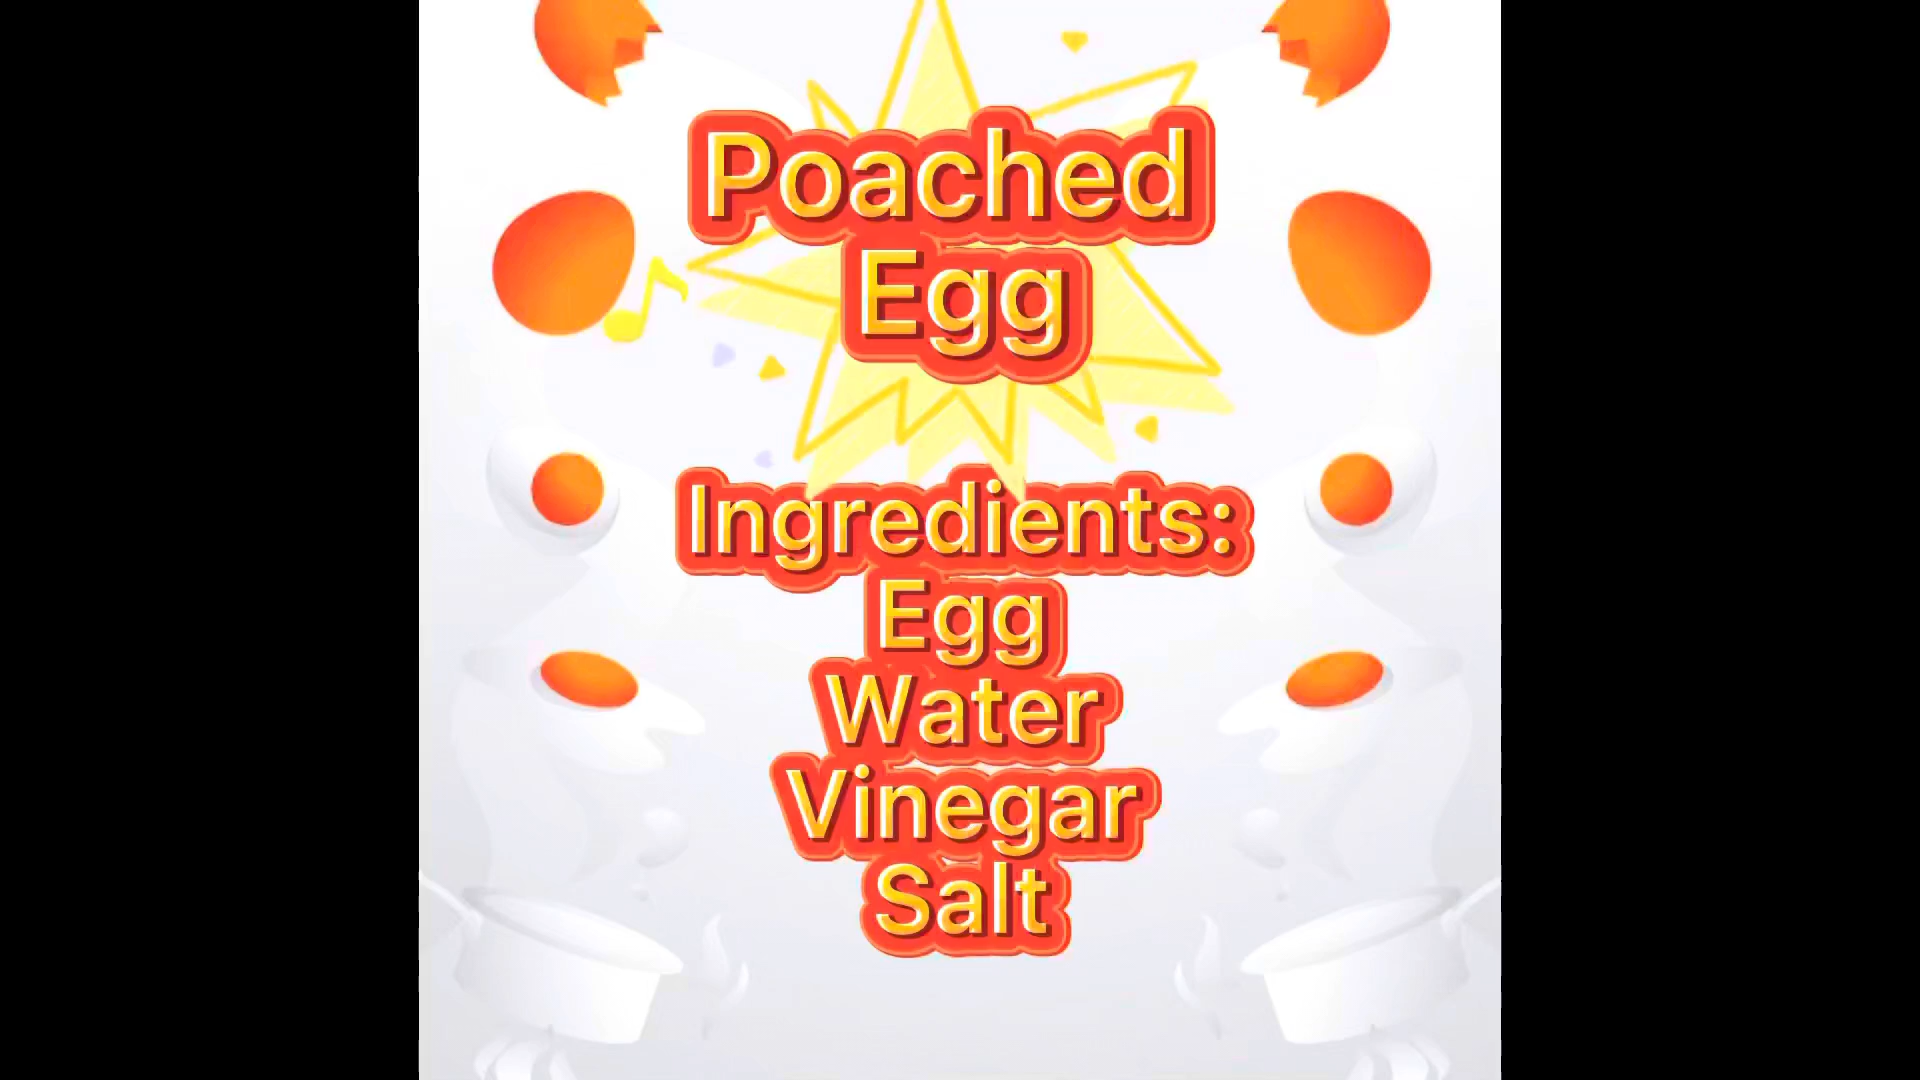 Poached
Egg
Ingredients:
Egg
Water
Vinegar
Salt